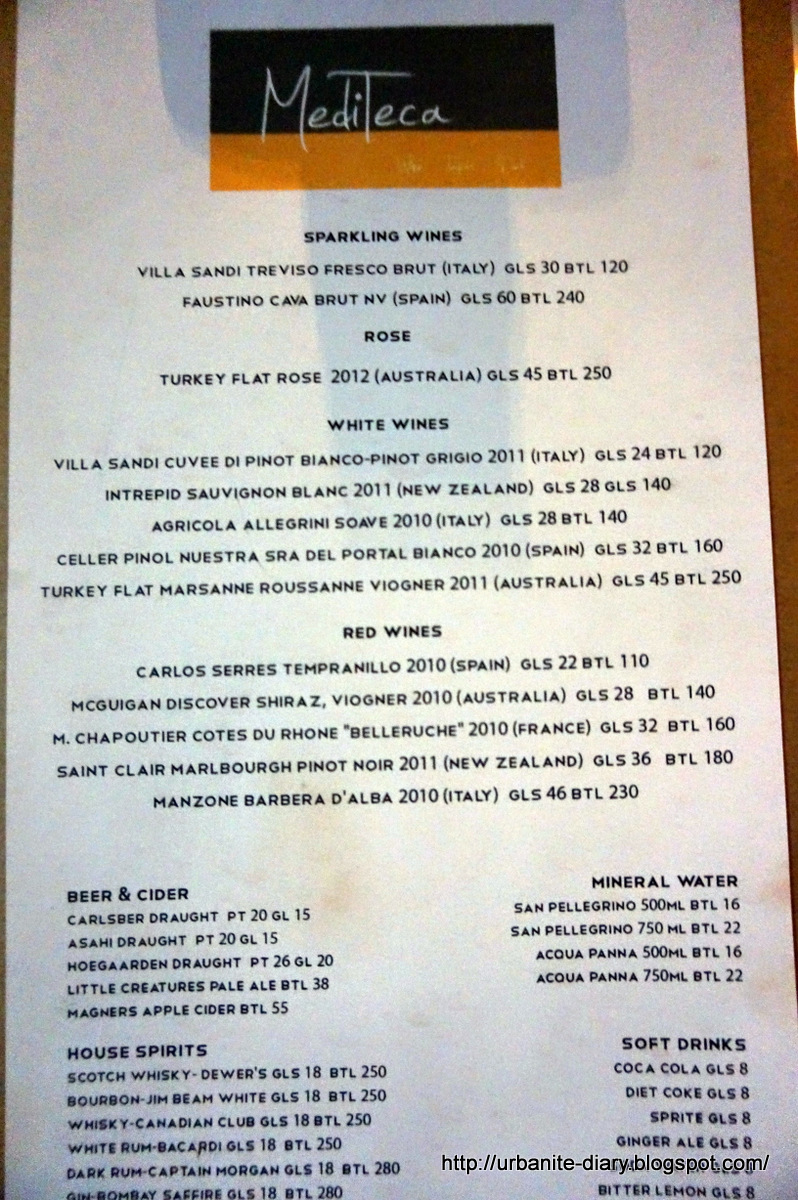 MediTeca
SPARKLING WINES
VILLA SANDI TREVISO FRESCO BRUT (ITALY) GLS 30 BTL 120
FAUSTINO CAVA BRUT NV (SPAIN) GLS 60 BTL 240
ROSE
TURKEY FLAT ROSE 2012 (AUSTRALIA) GLS 45 BTL 250
WHITE WINES
VILLA SANDI CUVEE DI PINOT BIANCO-PINOT GRIGIO 2011 (ITALY) GLS 24 BTL 120
INTREPID SAUVIGNON BLANC 2011 (NEW ZEALAND) GLS 28 GLS 140
AGRICOLA ALLEGRINI SOAVE 2010 (ITALY) GLS 28 BTL 140
CELLER PINOL NUESTRA SRA DEL PORTAL BIANCO 2010 (SPAIN) GLS 32 BTL 160
TURKEY FLAT MARSANNE ROUSSANNE VIOGNER 2011 (AUSTRALIA) GLS 45 BTL 250
RED WINES
CARLOS SERRES TEMPRANILLO 2010 (SPAIN) GLS 22 BTL 110
MCGUIGAN DISCOVER SHIRAZ, VIOGNER 2010 (AUSTRALIA) GLS 28 BTL 140
M. CHAPOUTIER COTES DU RHONE "BELLERUCHE" 2010 (FRANCE) GLS 32 BTL 160
SAINT CLAIR MARLBOURGH PINOT NOIR 2011 (NEW ZEALAND) GLS 36 BTL 180
MANZONE BARBERA D'ALBA 2010 (ITALY) GLS 46 BTL 230
BEER & CIDER
CARLSBER DRAUGHT PT 20 GL 15
ASAHI DRAUGHT PT 20 GL 15
HOEGAARDEN DRAUGHT PT 26 GL 20
LITTLE CREATURES PALE ALE BTL 38
MAGNERS APPLE CIDER BTL 55
MINERAL WATER
SAN PELLEGRINO 500ML BTL 16
SAN PELLEGRINO 750 ML BTL 22
ACQUA PANNA 500ML BTL 16
ACQUA PANNA 750ML BTL 22
HOUSE SPIRITS
SCOTCH WHISKY- DEWER'S GLS 18 BTL 250
BOURBON-JIM BEAM WHITE GLS 18 BTL 250
WHISKY-CANADIAN CLUB GLS 18 BTL 250
WHITE RUM-BACARDI GLS 18 BTL 250
DARK RUM-CAPTAIN MORGAN GLS 18 BTL 280
GIN-BOMBAY SAFFIRE GLS 18 BTL 280
SOFT DRINKS
COCA COLA GLS 8
DIET COKE GLS 8
SPRITE GLS 8
GINGER ALE GLS 8
BITTER LEMON GLS 8
http://urbanite-diary.blogspot.com/